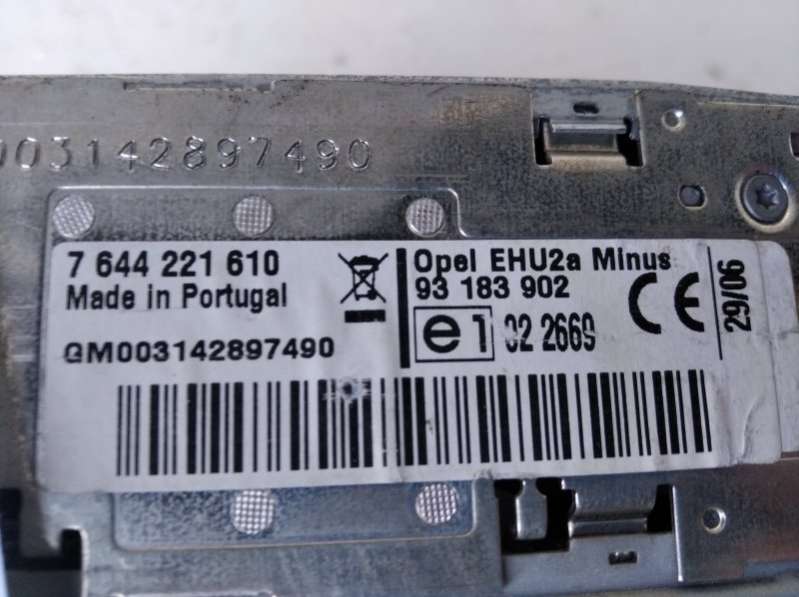 003142897490
7 644 221 610
Made in Portugal
GM003142897490
Opel EHU2a Minus
93 183 902
e1 02 2669
CE
29/06